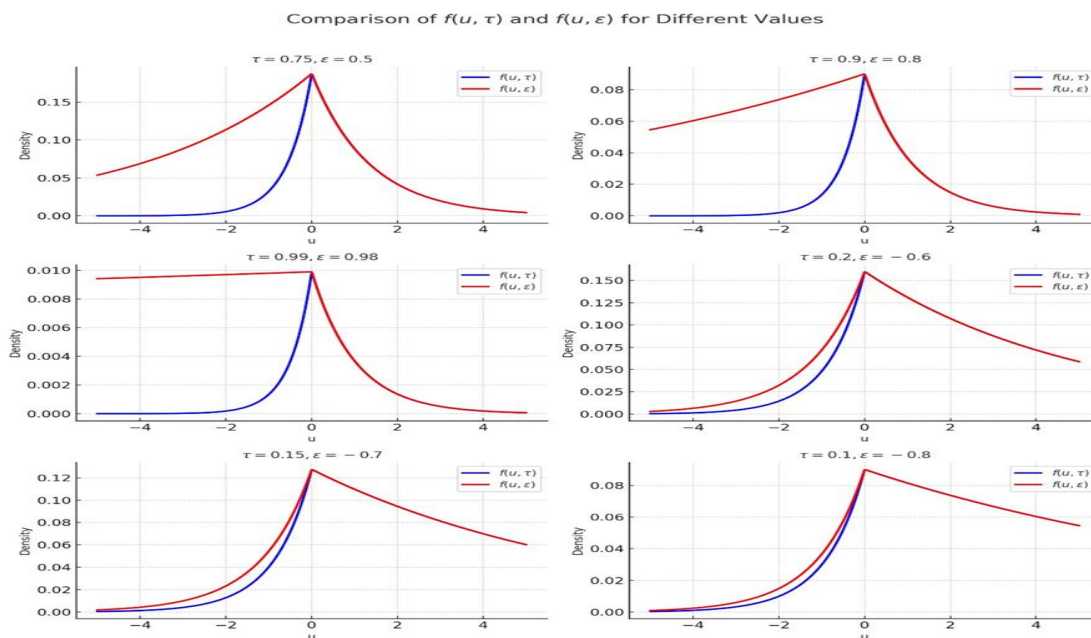 Comparison of f(u, τ) and f(u, ε) for Different Values
τ = 0.75, ε = 0.5
f(u, τ)
f(u, ε)
Density
0.15
0.10
0.05
0.00
−4
−2
0
2
4
u
τ = 0.9, ε = 0.8
f(u, τ)
f(u, ε)
Density
0.08
0.06
0.04
0.02
0.00
−4
−2
0
2
4
u
τ = 0.99, ε = 0.98
f(u, τ)
f(u, ε)
Density
0.010
0.008
0.006
0.004
0.002
0.000
−4
−2
0
2
4
u
τ = 0.2, ε = −0.6
f(u, τ)
f(u, ε)
Density
0.150
0.125
0.100
0.075
0.050
0.025
0.000
−4
−2
0
2
4
u
τ = 0.15, ε = −0.7
f(u, τ)
f(u, ε)
Density
0.12
0.10
0.08
0.06
0.04
0.02
0.00
−4
−2
0
2
4
u
τ = 0.1, ε = −0.8
f(u, τ)
f(u, ε)
Density
0.08
0.06
0.04
0.02
0.00
−4
−2
0
2
4
u